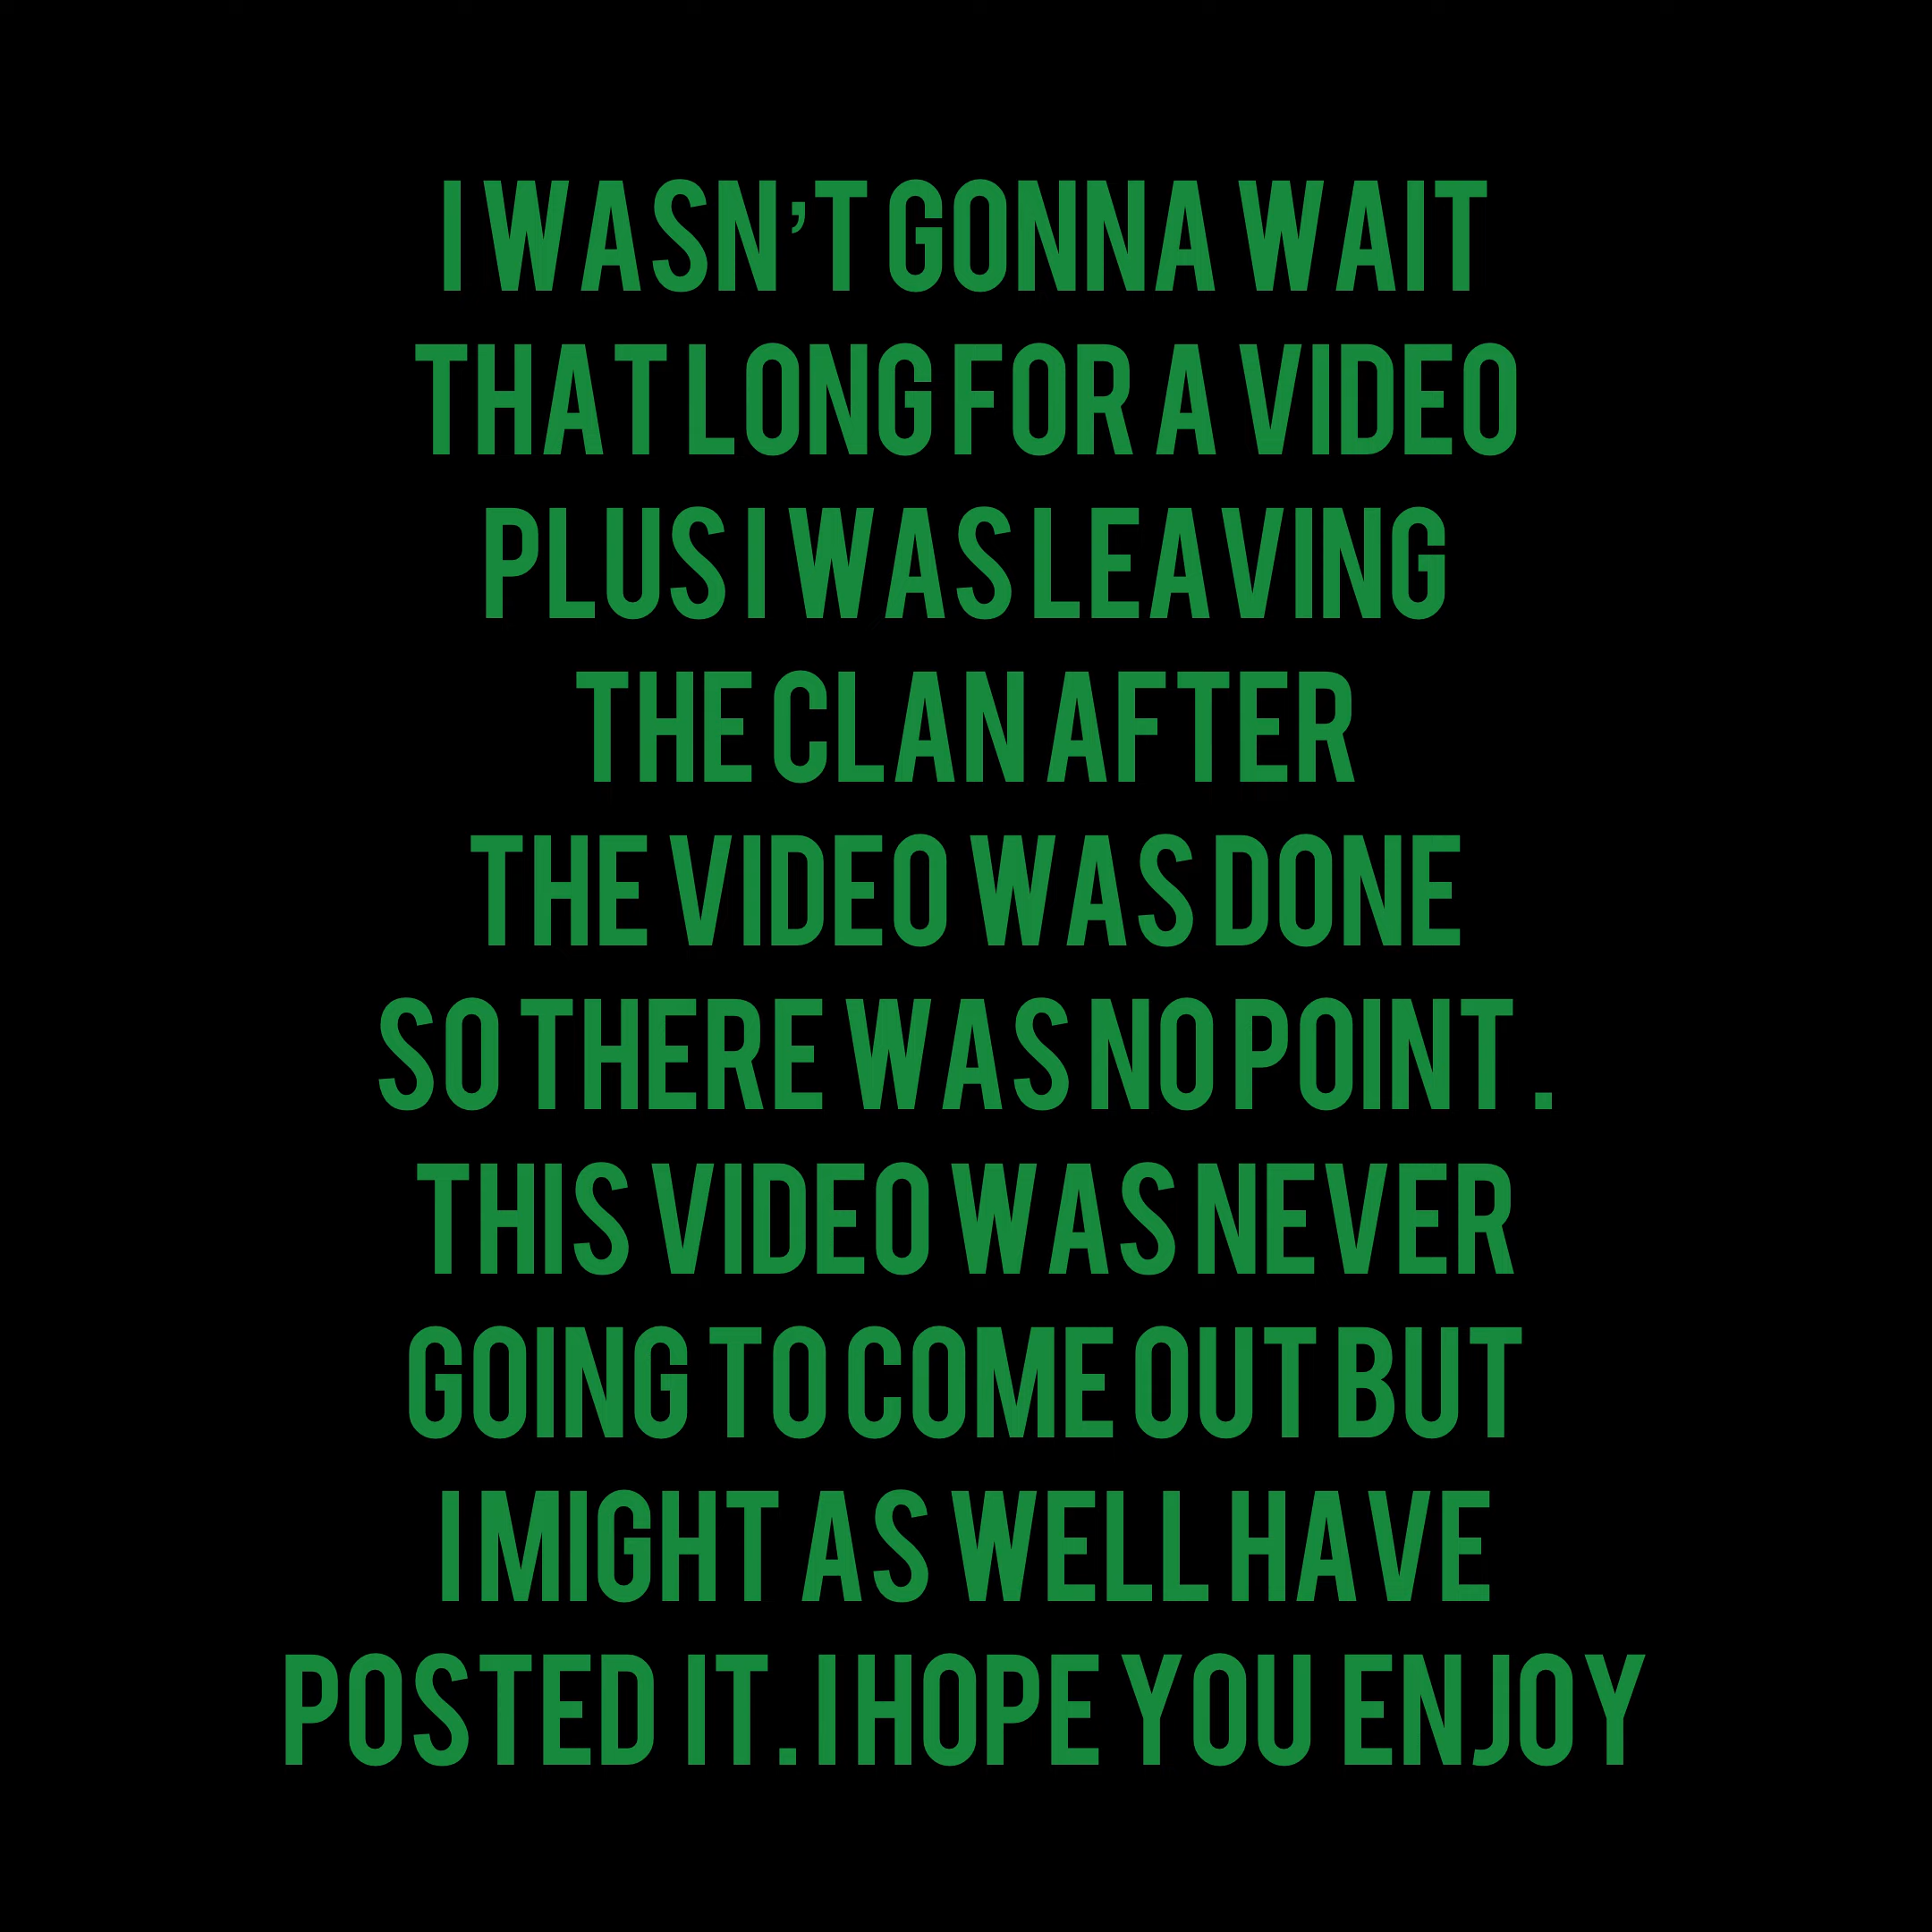 I WASN'T GONNA WAIT
THAT LONG FOR A VIDEO
PLUS I WAS LEAVING
THE CLAN AFTER
THE VIDEO WAS DONE
SO THERE WAS NO POINT .
THIS VIDEO WAS NEVER
GOING TO COME OUT BUT
I MIGHT AS WELL HAVE
POSTED IT . I HOPE YOU ENJOY